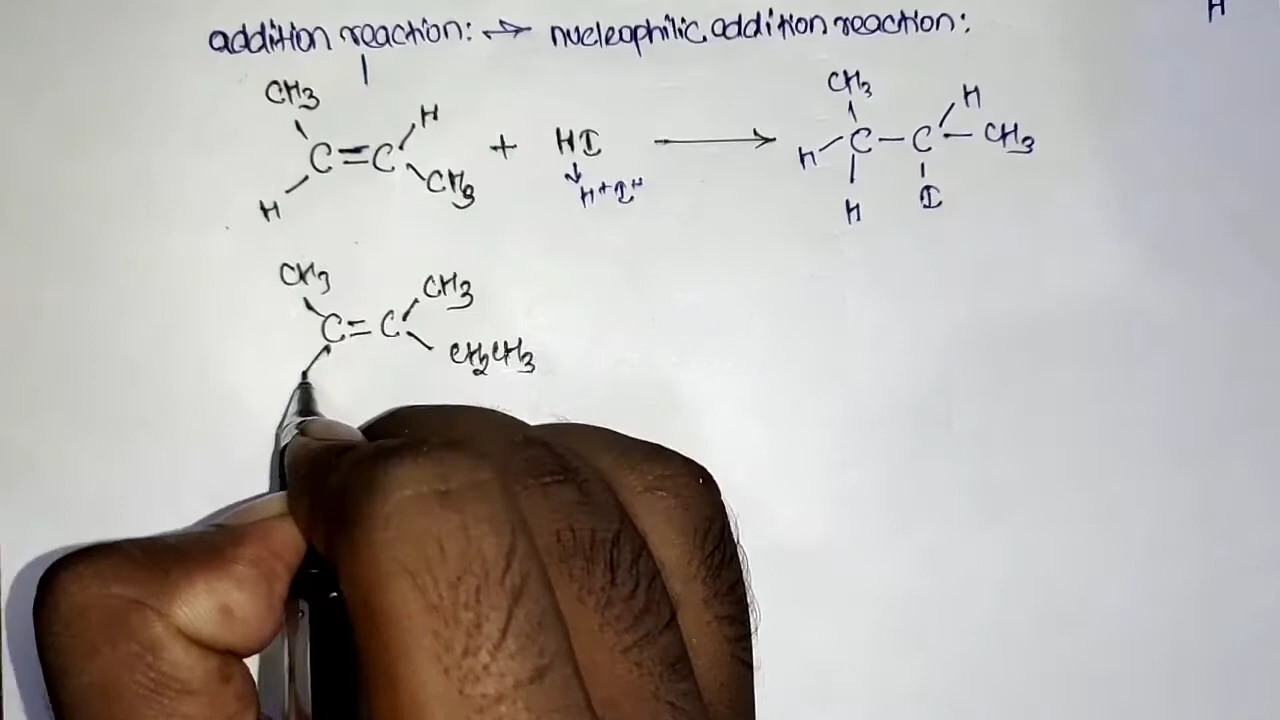 addition reaction: → nucleophilic addition reaction:
H
CH3 H CH3 H
C=C + HI → H C - C - CH3
H CH3 H+I- H I
CH3 CH3
C=C
CH2CH3